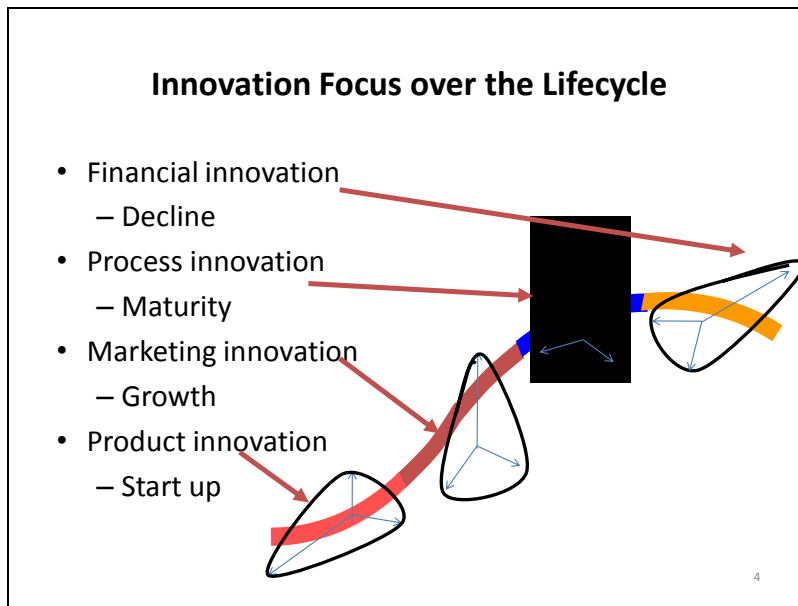 Innovation Focus over the Lifecycle
• Financial innovation
– Decline
• Process innovation
– Maturity
• Marketing innovation
– Growth
• Product innovation
– Start up
4